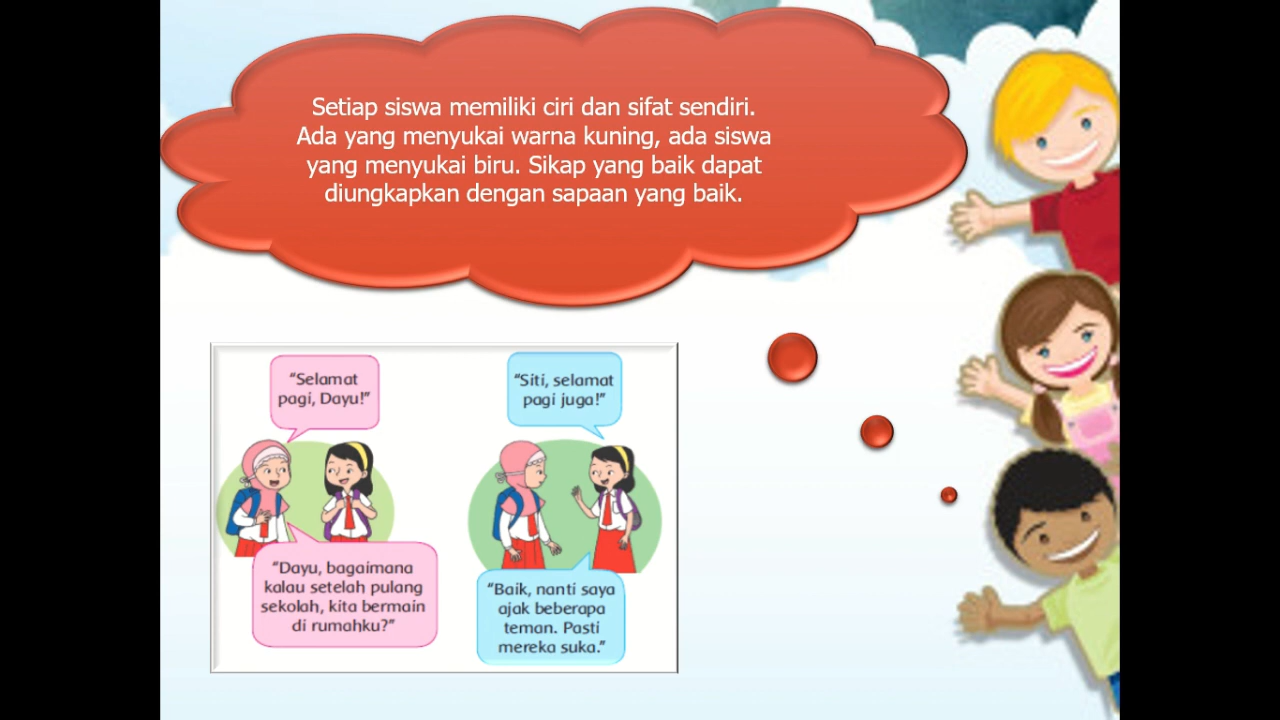 Setiap siswa memiliki ciri dan sifat sendiri.
Ada yang menyukai warna kuning, ada siswa
yang menyukai biru. Sikap yang baik dapat
diungkapkan dengan sapaan yang baik.
“Selamat
pagi, Dayu!”
“Siti, selamat
pagi juga!”
“Dayu, bagaimana
kalau setelah pulang
sekolah, kita bermain
di rumahku?”
“Baik, nanti saya
ajak beberapa
teman. Pasti
mereka suka.”